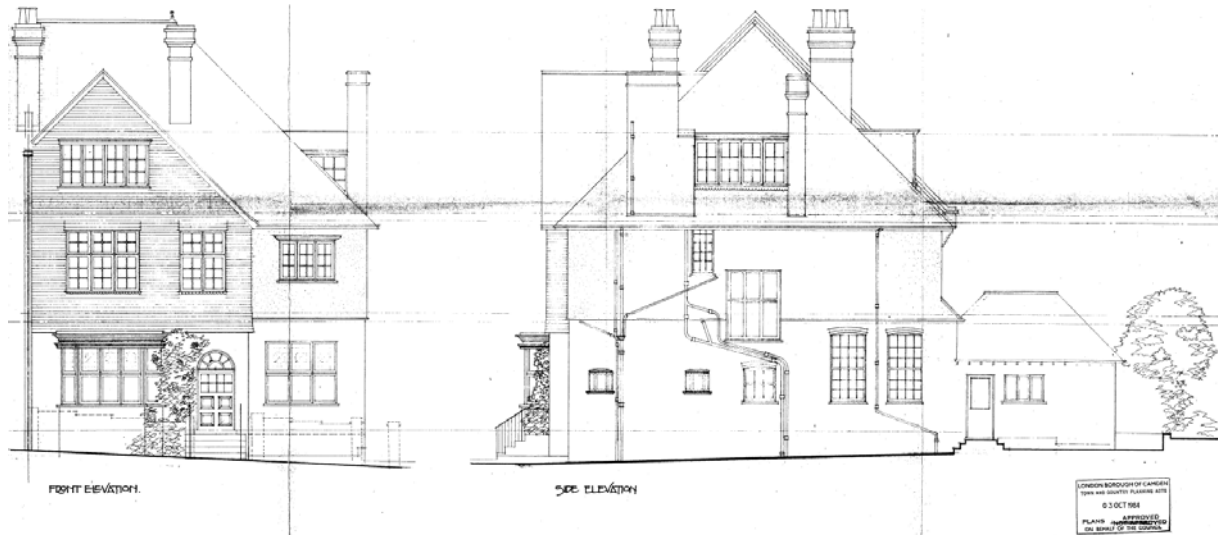 FRONT ELEVATION.
SIDE ELEVATION
LONDON BOROUGH OF CAMDEN
TOWN AND COUNTRY PLANNING ACTS
03 OCT 1984
PLANS APPROVED
ON BEHALF OF THE COUNCIL